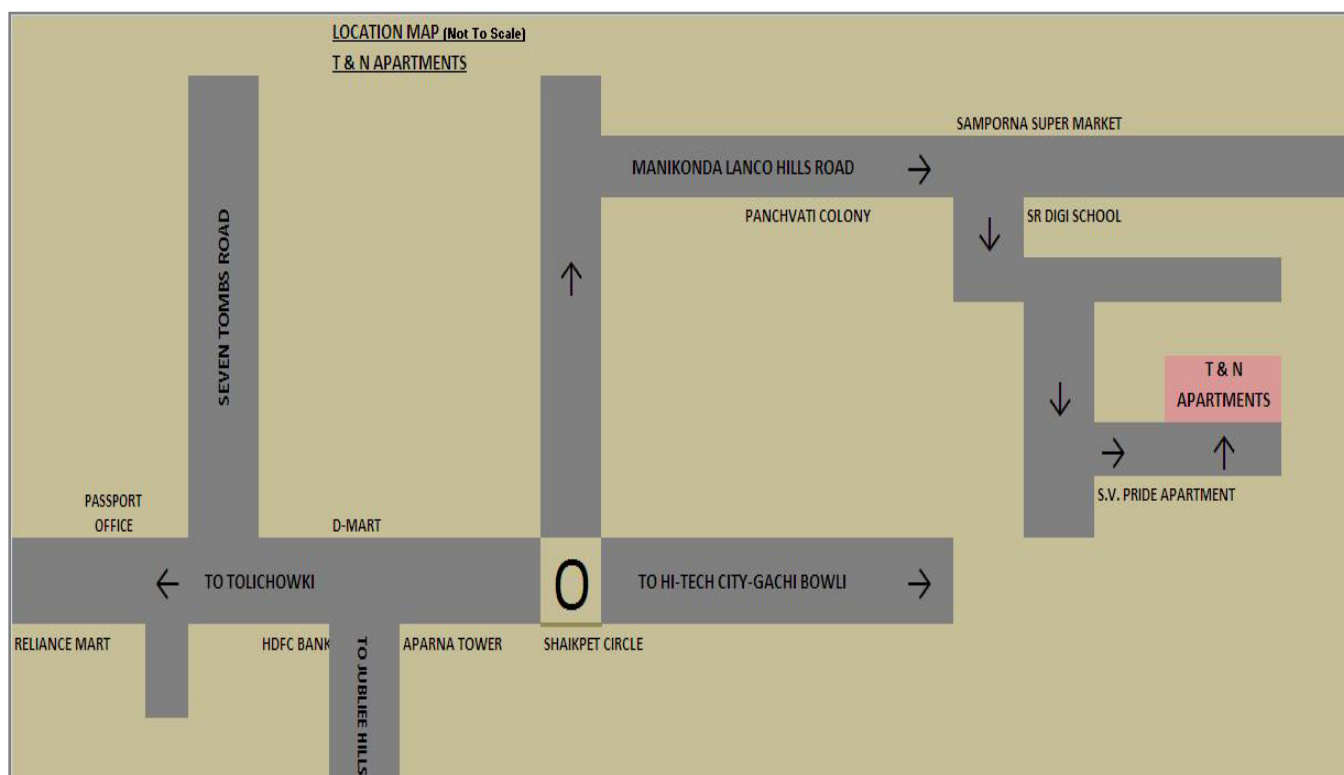 LOCATION MAP (Not To Scale)
T & N APARTMENTS
SAMPORNA SUPER MARKET
MANIKONDA LANCO HILLS ROAD →
PANCHVATI COLONY
SR DIGI SCHOOL
SEVEN TOMBS ROAD
T & N
APARTMENTS
S.V. PRIDE APARTMENT
PASSPORT
OFFICE
D-MART
← TO TOLICHOWKI
O
TO HI-TECH CITY-GACHI BOWLI →
RELIANCE MART
HDFC BANK
APARNA TOWER
SHAIKPET CIRCLE
TO JUBLIEE HILLS